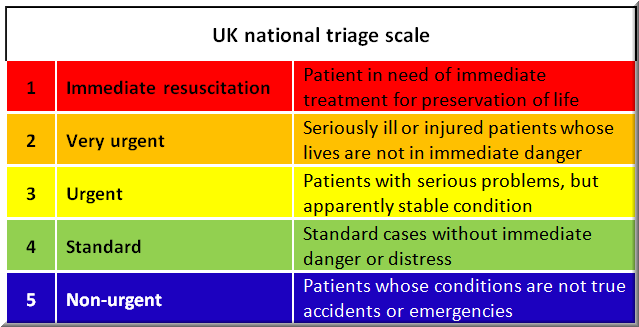 UK national triage scale
1 Immediate resuscitation Patient in need of immediate
treatment for preservation of life
2 Very urgent Seriously ill or injured patients whose
lives are not in immediate danger
3 Urgent Patients with serious problems, but
apparently stable condition
4 Standard Standard cases without immediate
danger or distress
5 Non-urgent Patients whose conditions are not true
accidents or emergencies